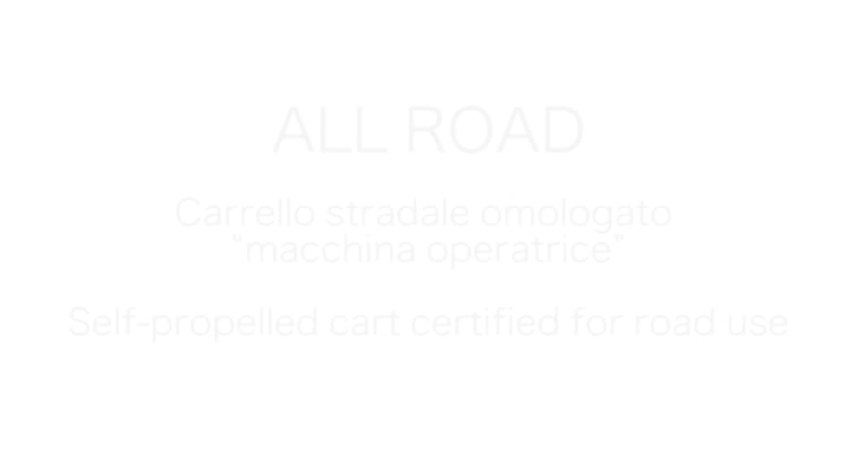 ALL ROAD
Carrello stradale omologato
“macchina operatrice”
Self-propelled cart certified for road use